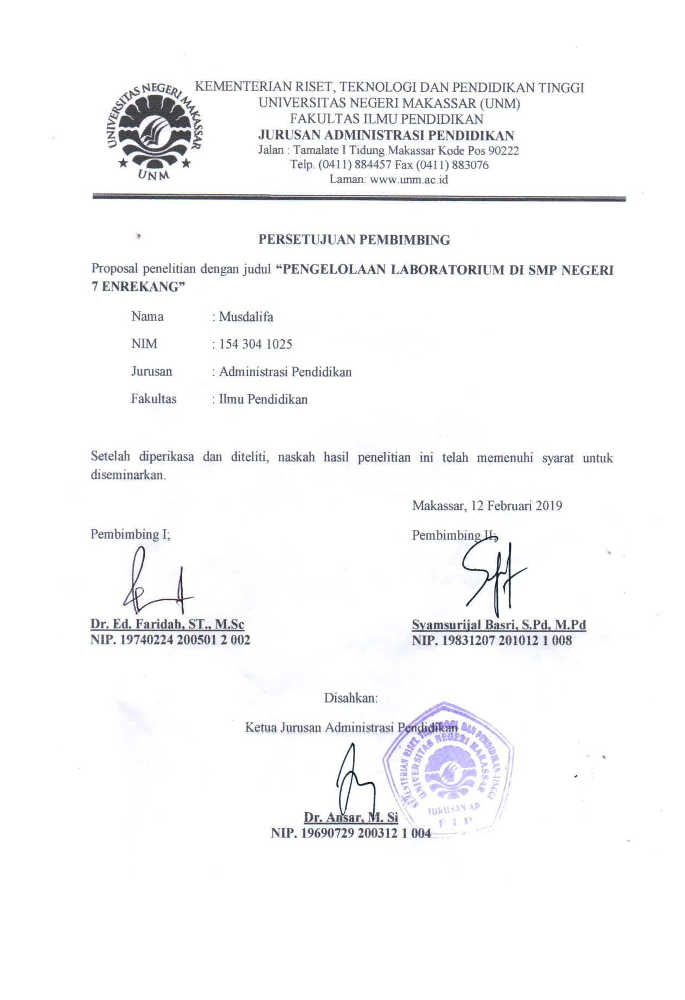 UNIVERSITAS NEGERI MAKASSAR
UNM
KEMENTERIAN RISET, TEKNOLOGI DAN PENDIDIKAN TINGGI
UNIVERSITAS NEGERI MAKASSAR (UNM)
FAKULTAS ILMU PENDIDIKAN
JURUSAN ADMINISTRASI PENDIDIKAN
Jalan : Tamalate I Tidung Makassar Kode Pos 90222
Telp. (0411) 884457 Fax (0411) 883076
Laman: www.unm.ac.id
PERSETUJUAN PEMBIMBING
Proposal penelitian dengan judul “PENGELOLAAN LABORATORIUM DI SMP NEGERI
7 ENREKANG”
Nama : Musdalifa
NIM : 154 304 1025
Jurusan : Administrasi Pendidikan
Fakultas : Ilmu Pendidikan
Setelah diperikasa dan diteliti, naskah hasil penelitian ini telah memenuhi syarat untuk
diseminarkan.
Makassar, 12 Februari 2019
Pembimbing I; Pembimbing II;
Dr. Ed. Faridah, ST., M.Sc Syamsurijal Basri, S.Pd, M.Pd
NIP. 19740224 200501 2 002 NIP. 19831207 201012 1 008
Disahkan:
Ketua Jurusan Administrasi Pendidikan
KEMENTERIAN RISET, TEKNOLOGI DAN PENDIDIKAN TINGGI
UNIVERSITAS NEGERI MAKASSAR
JURUSAN AP
F I P
Dr. Ansar, M. Si
NIP. 19690729 200312 1 004